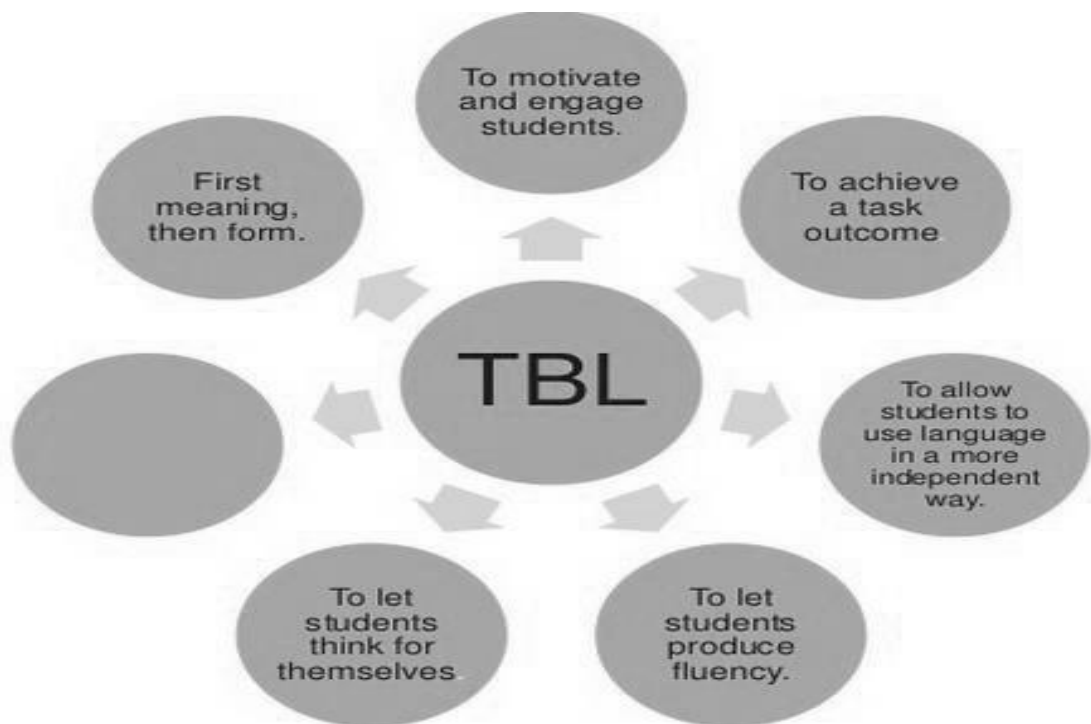 To motivate
and engage
students.
First
meaning,
then form.
To achieve
a task
outcome.
TBL
To allow
students to
use language
in a more
independent
way.
To let
students
think for
themselves.
To let
students
produce
fluency.